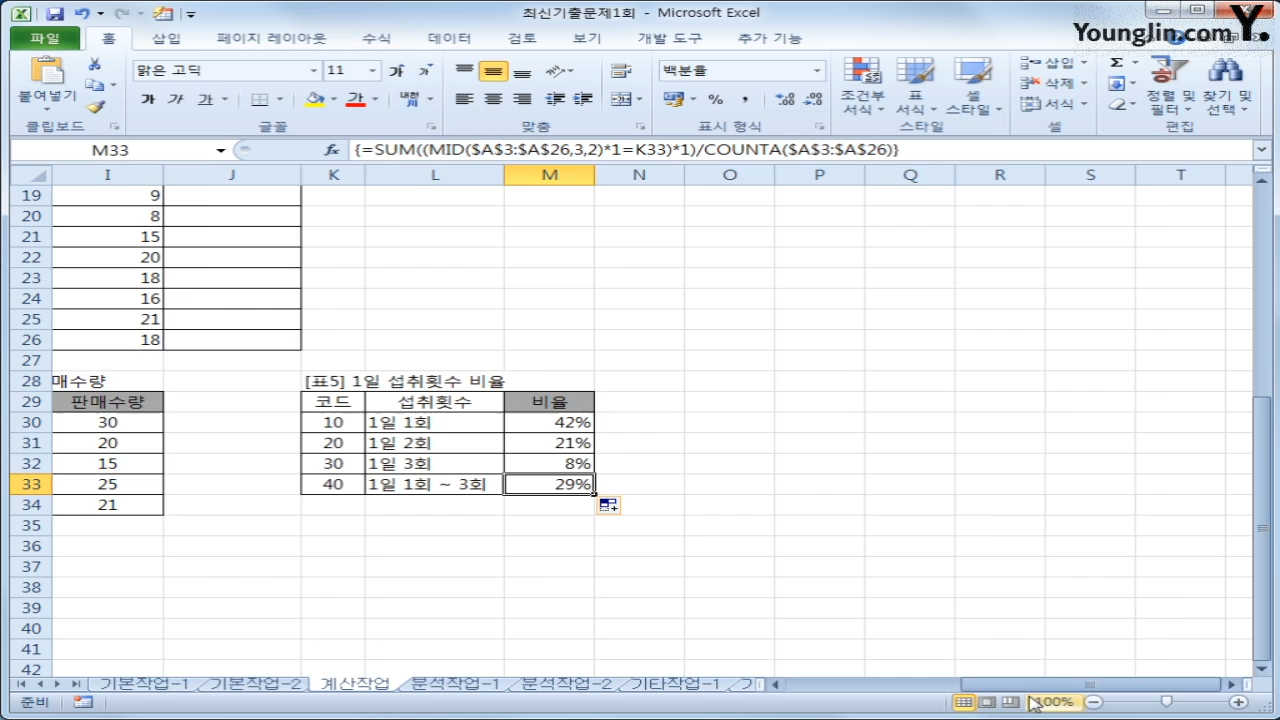 최신기출문제1회 - Microsoft Excel
Younglin.com Y.
파일 홈 삽입 페이지 레이아웃 수식 데이터 검토 보기 개발 도구 추가 기능
붙여넣기
맑은 고딕 11
가 가 가 가
백분율
조건부 서식
표 서식
셀 스타일
삽입
삭제
서식
정렬 및 필터
찾기 및 선택
클립보드 글꼴 맞춤 표시 형식 스타일 셀 편집
M33 fx {=SUM((MID($A$3:$A$26,3,2)*1=K33)*1)/COUNTA($A$3:$A$26)}
I J K L M N O P Q R S T
19 9
20 8
21 15
22 20
23 18
24 16
25 21
26 18
27
28 매수량 [표5] 1일 섭취횟수 비율
29 판매수량 코드 섭취횟수 비율
30 30 10 1일 1회 42%
31 20 20 1일 2회 21%
32 15 30 1일 3회 8%
33 25 40 1일 1회 ~ 3회 29%
34 21
35
36
37
38
39
40
41
42
기본작업-1 기본작업-2 계산작업 분석작업-1 분석작업-2 기타작업-1
준비 100%